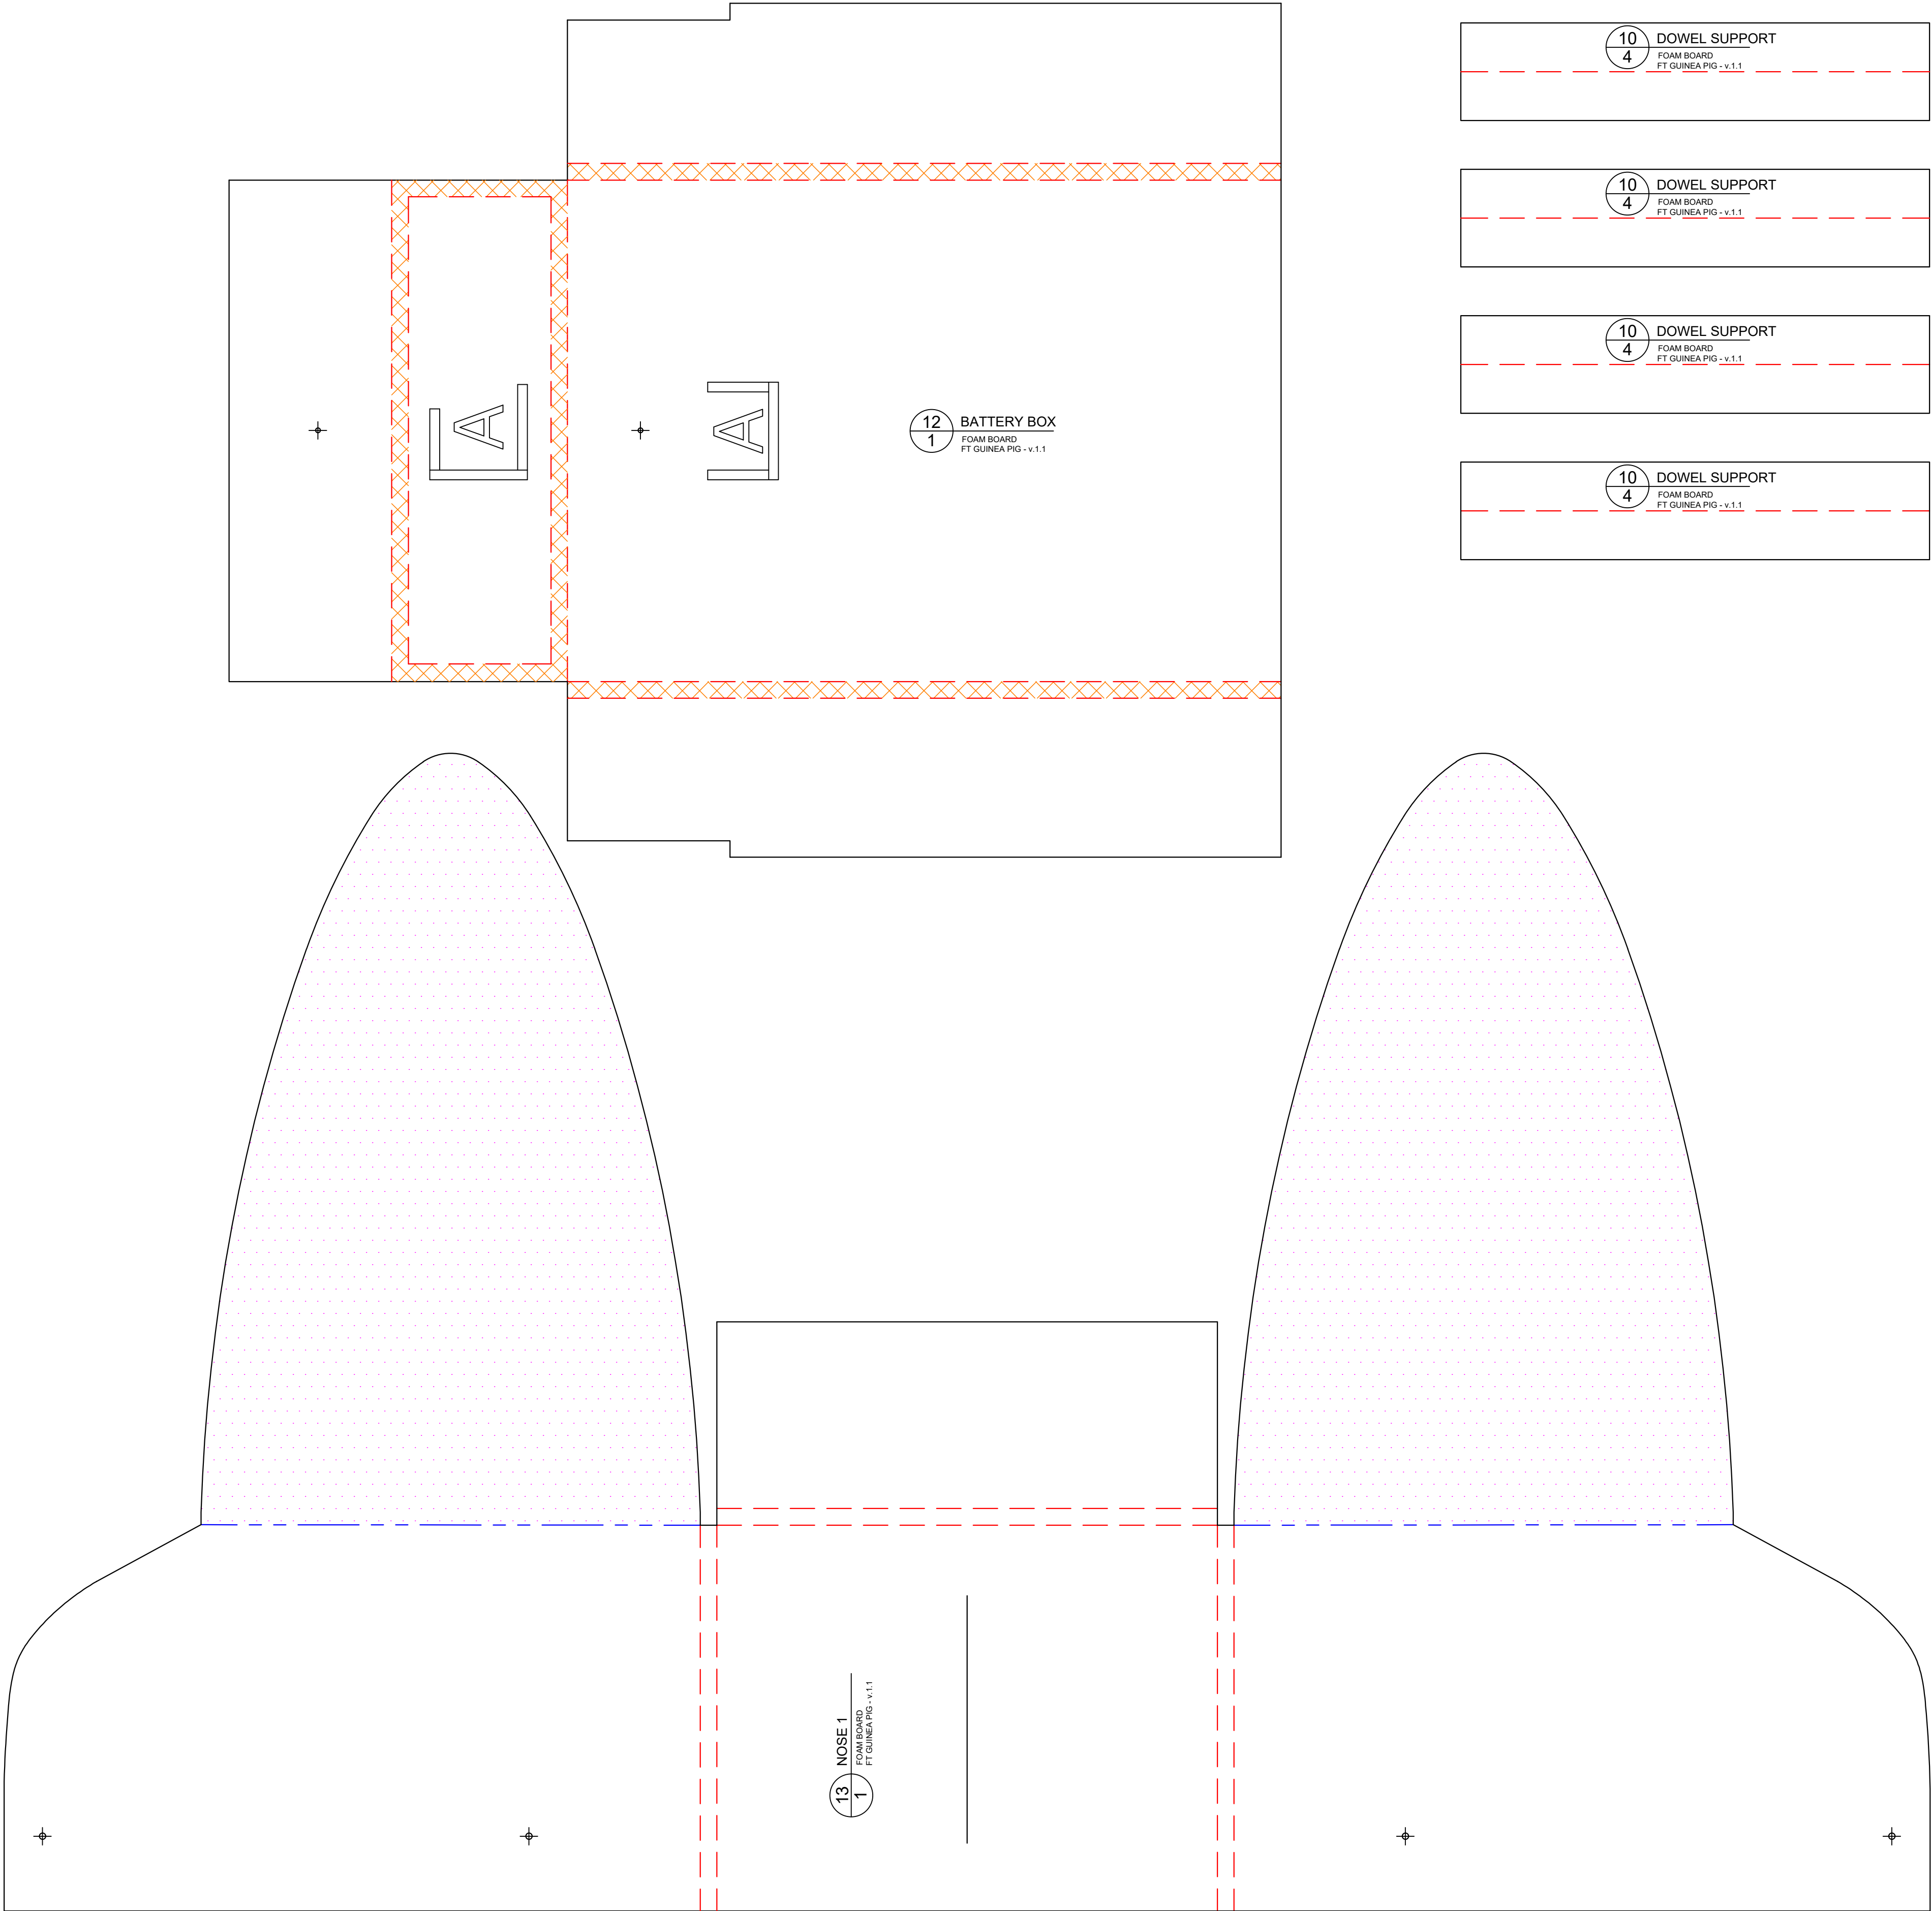 10 DOWEL SUPPORT
4 FOAM BOARD
FT GUINEA PIG - v.1.1
10 DOWEL SUPPORT
4 FOAM BOARD
FT GUINEA PIG - v.1.1
10 DOWEL SUPPORT
4 FOAM BOARD
FT GUINEA PIG - v.1.1
10 DOWEL SUPPORT
4 FOAM BOARD
FT GUINEA PIG - v.1.1
A
A
12 BATTERY BOX
1 FOAM BOARD
FT GUINEA PIG - v.1.1
13 NOSE 1
1 FOAM BOARD
FT GUINEA PIG - v.1.1